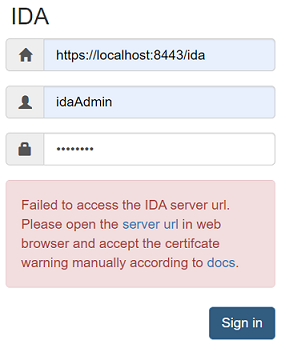 IDA
https://localhost:8443/ida
idaAdmin
••••••••
Failed to access the IDA server url.
Please open the server url in web
browser and accept the certifcate
warning manually according to docs.
Sign in